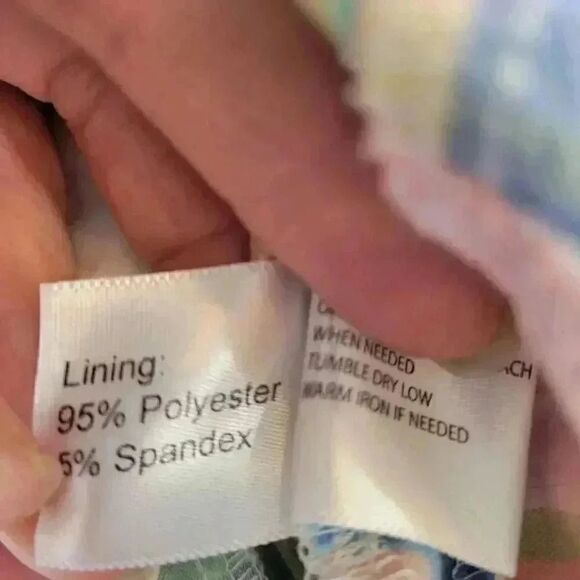 Lining:
95% Polyester
5% Spandex
WHEN NEEDED
TUMBLE DRY LOW
WARM IRON IF NEEDED